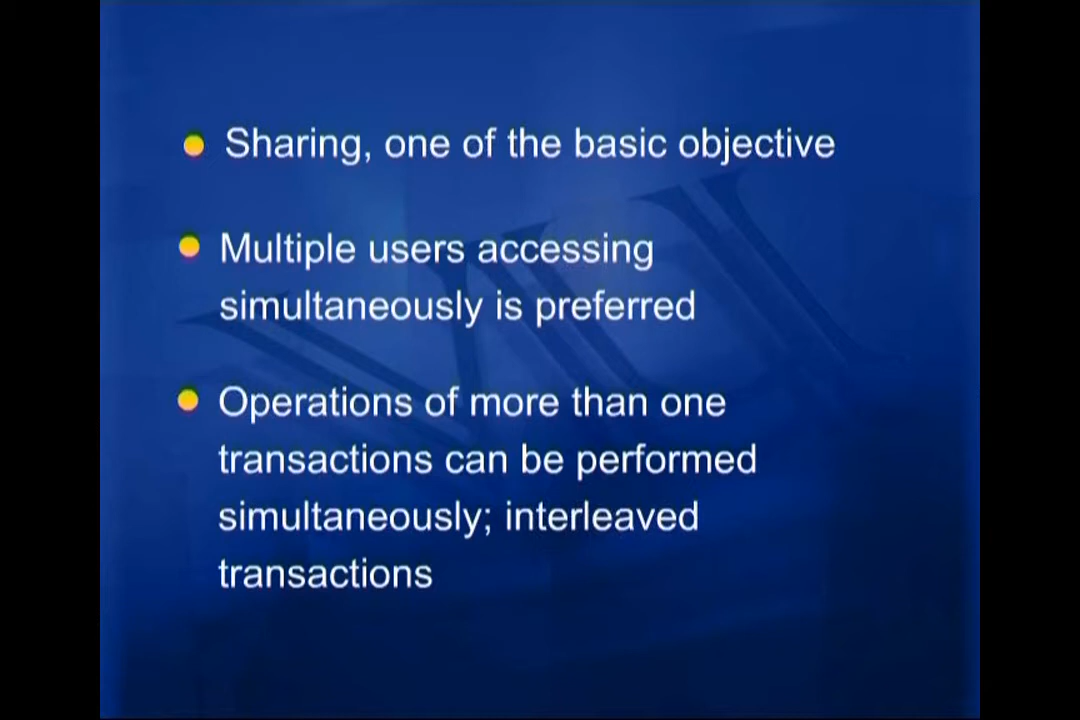 Sharing, one of the basic objective
Multiple users accessing
simultaneously is preferred
Operations of more than one
transactions can be performed
simultaneously; interleaved
transactions